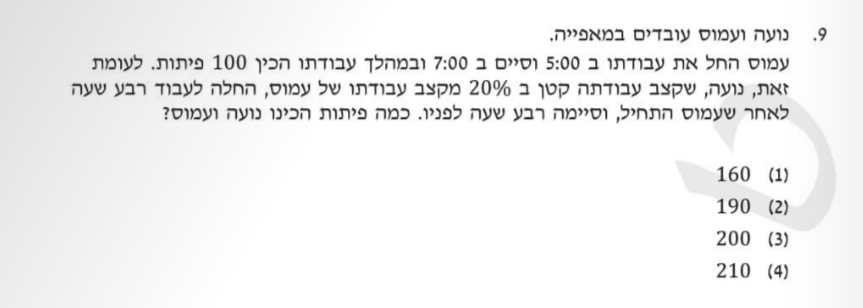 9. נועה ועמוס עובדים במאפייה.
עמוס החל את עבודתו ב 5:00 וסיים ב 7:00 ובמהלך עבודתו הכין 100 פיתות. לעומת
זאת, נועה, שקצב עבודתה קטן ב 20% מקצב עבודתו של עמוס, החלה לעבוד רבע שעה
לאחר שעמוס התחיל, וסיימה רבע שעה לפניו. כמה פיתות הכינו נועה ועמוס?
(1) 160
(2) 190
(3) 200
(4) 210